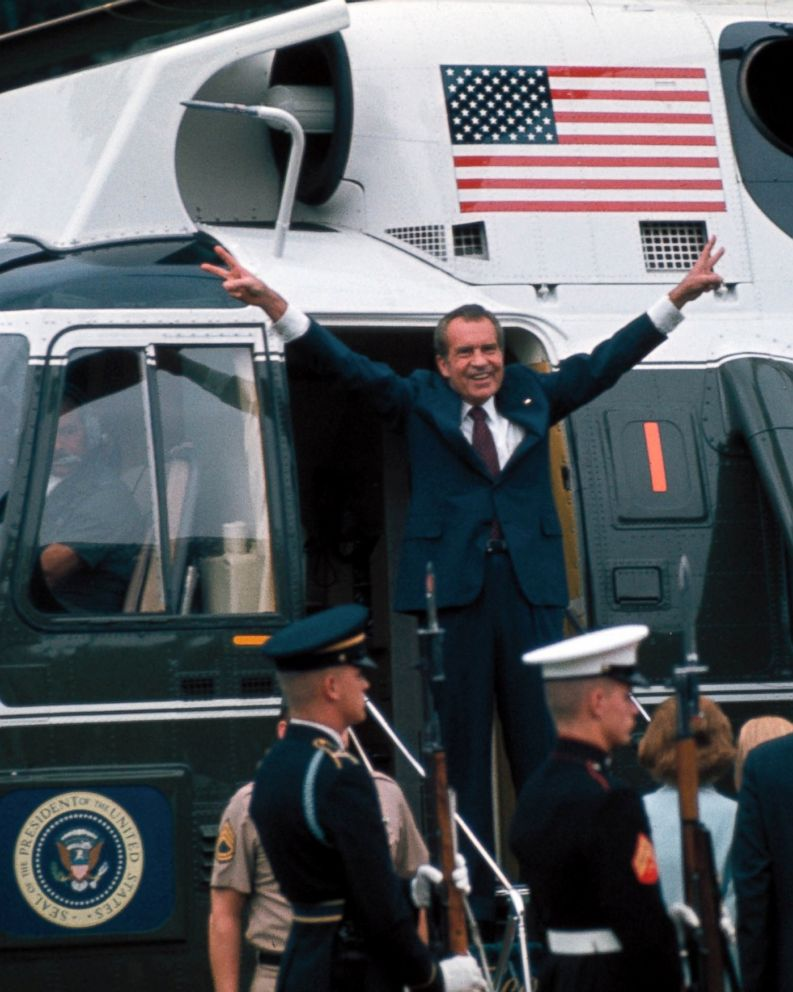 SEAL OF THE PRESIDENT OF THE UNITED STATES